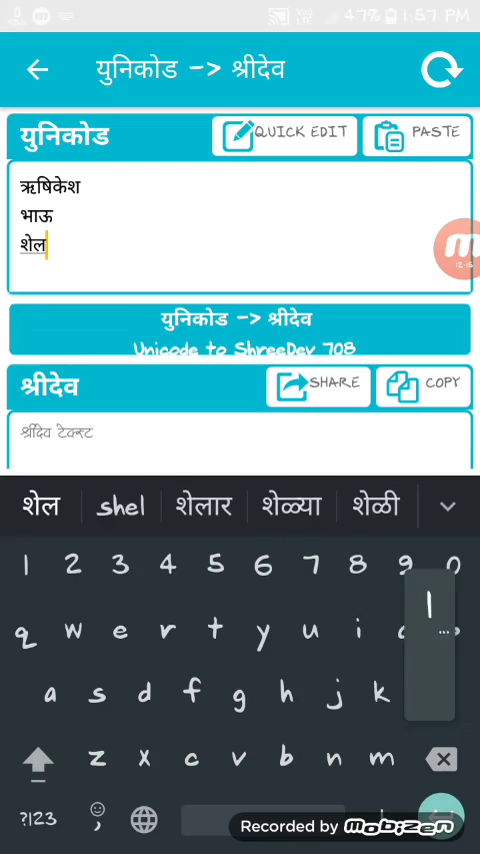 47% 1:57 PM
युनिकोड -> श्रीदेव
युनिकोड QUICK EDIT PASTE
ऋषिकेश
भाऊ
शेल
युनिकोड -> श्रीदेव
Unicode to ShreeDev 708
श्रीदेव SHARE COPY
श्रीदेव टेक्स्ट
शेल shel शेलार शेळ्या शेळी
1 2 3 4 5 6 7 8 9 0
q w e r t y u i
l
a s d f g h j k
z x c v b n m
?123 ,
Recorded by mobizen